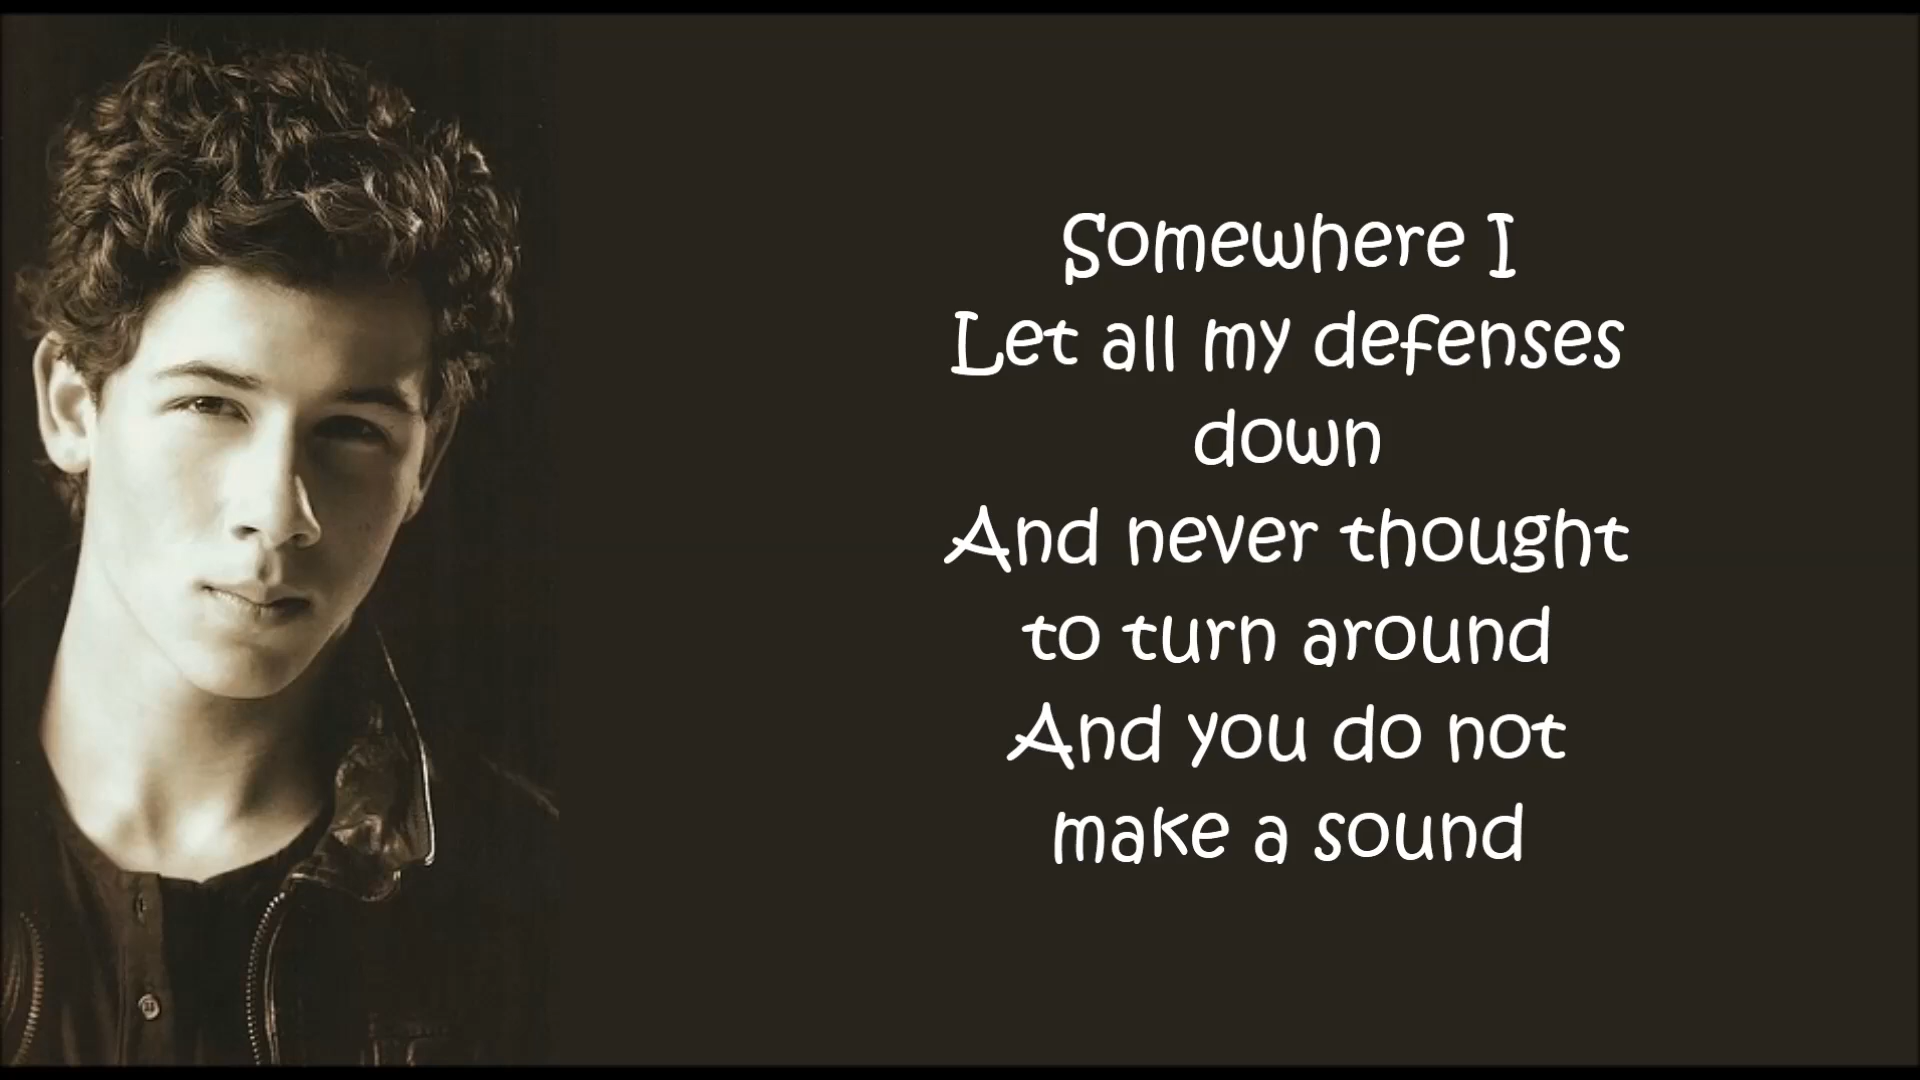 Somewhere I
Let all my defenses
down
And never thought
to turn around
And you do not
make a sound